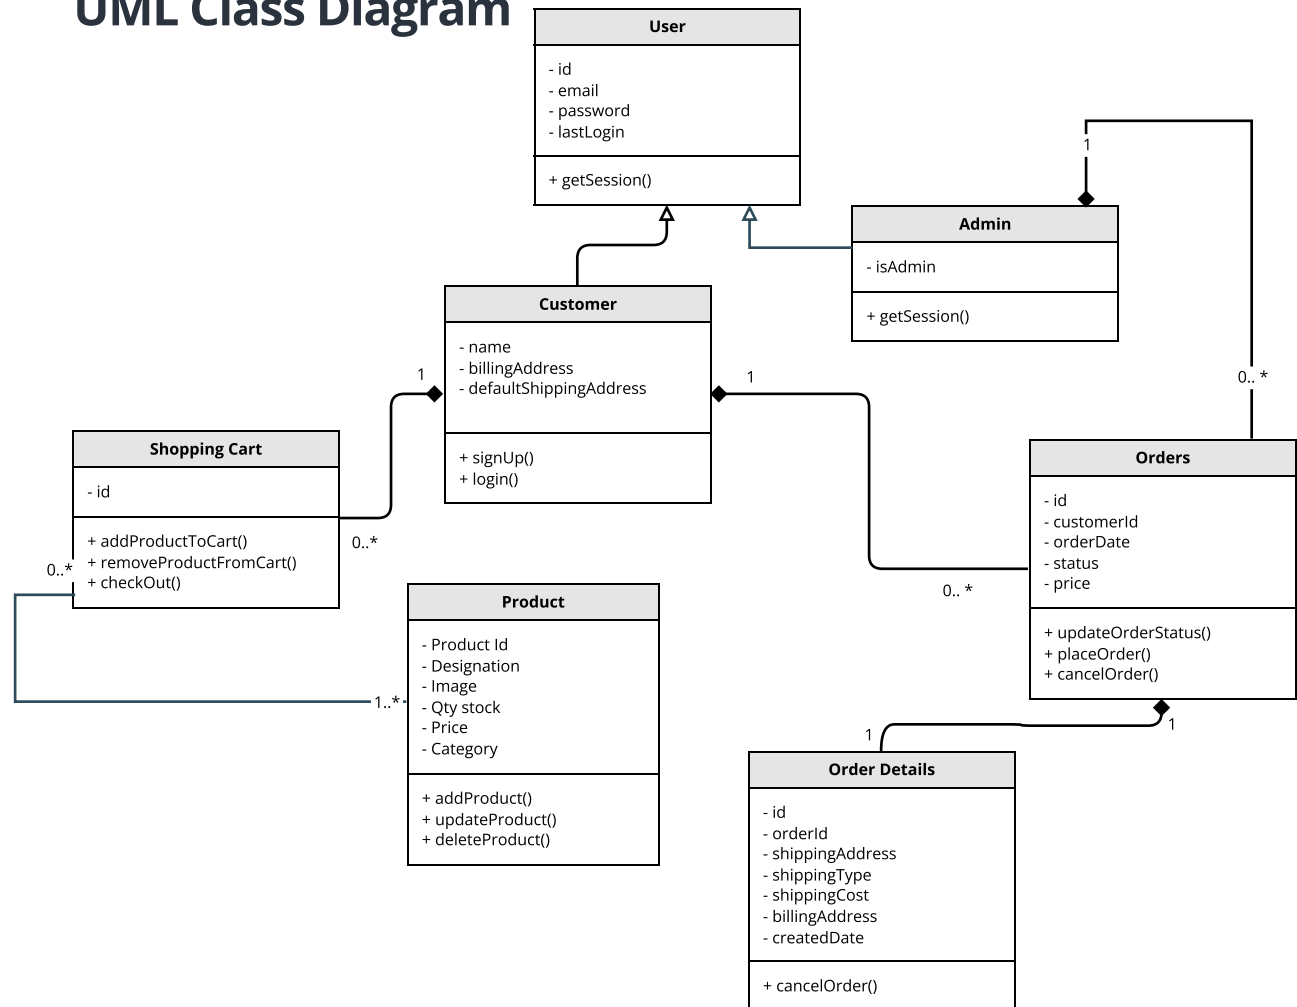 UML Class Diagram
User
- id
- email
- password
- lastLogin
+ getSession()
1
Admin
- isAdmin
+ getSession()
Customer
- name
- billingAddress
- defaultShippingAddress
+ signUp()
+ login()
1
1
0.. *
Shopping Cart
- id
+ addProductToCart()
+ removeProductFromCart()
+ checkOut()
0..*
0..*
Orders
- id
- customerId
- orderDate
- status
- price
+ updateOrderStatus()
+ placeOrder()
+ cancelOrder()
0.. *
Product
- Product Id
- Designation
- Image
- Qty stock
- Price
- Category
+ addProduct()
+ updateProduct()
+ deleteProduct()
1..*
1
1
Order Details
- id
- orderId
- shippingAddress
- shippingType
- shippingCost
- billingAddress
- createdDate
+ cancelOrder()